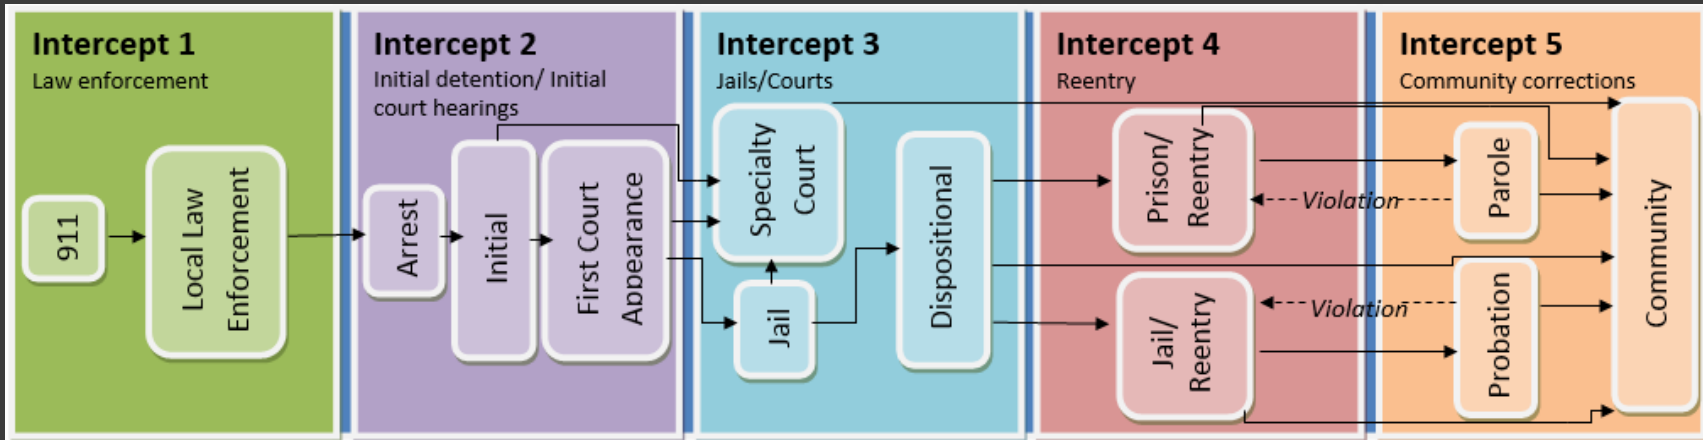 Intercept 1
Law enforcement
911
Local Law
Enforcement
Intercept 2
Initial detention/ Initial
court hearings
Arrest
Initial
First Court
Appearance
Intercept 3
Jails/Courts
Specialty
Court
Jail
Dispositional
Intercept 4
Reentry
Prison/
Reentry
Violation
Jail/
Reentry
Violation
Intercept 5
Community corrections
Parole
Probation
Community